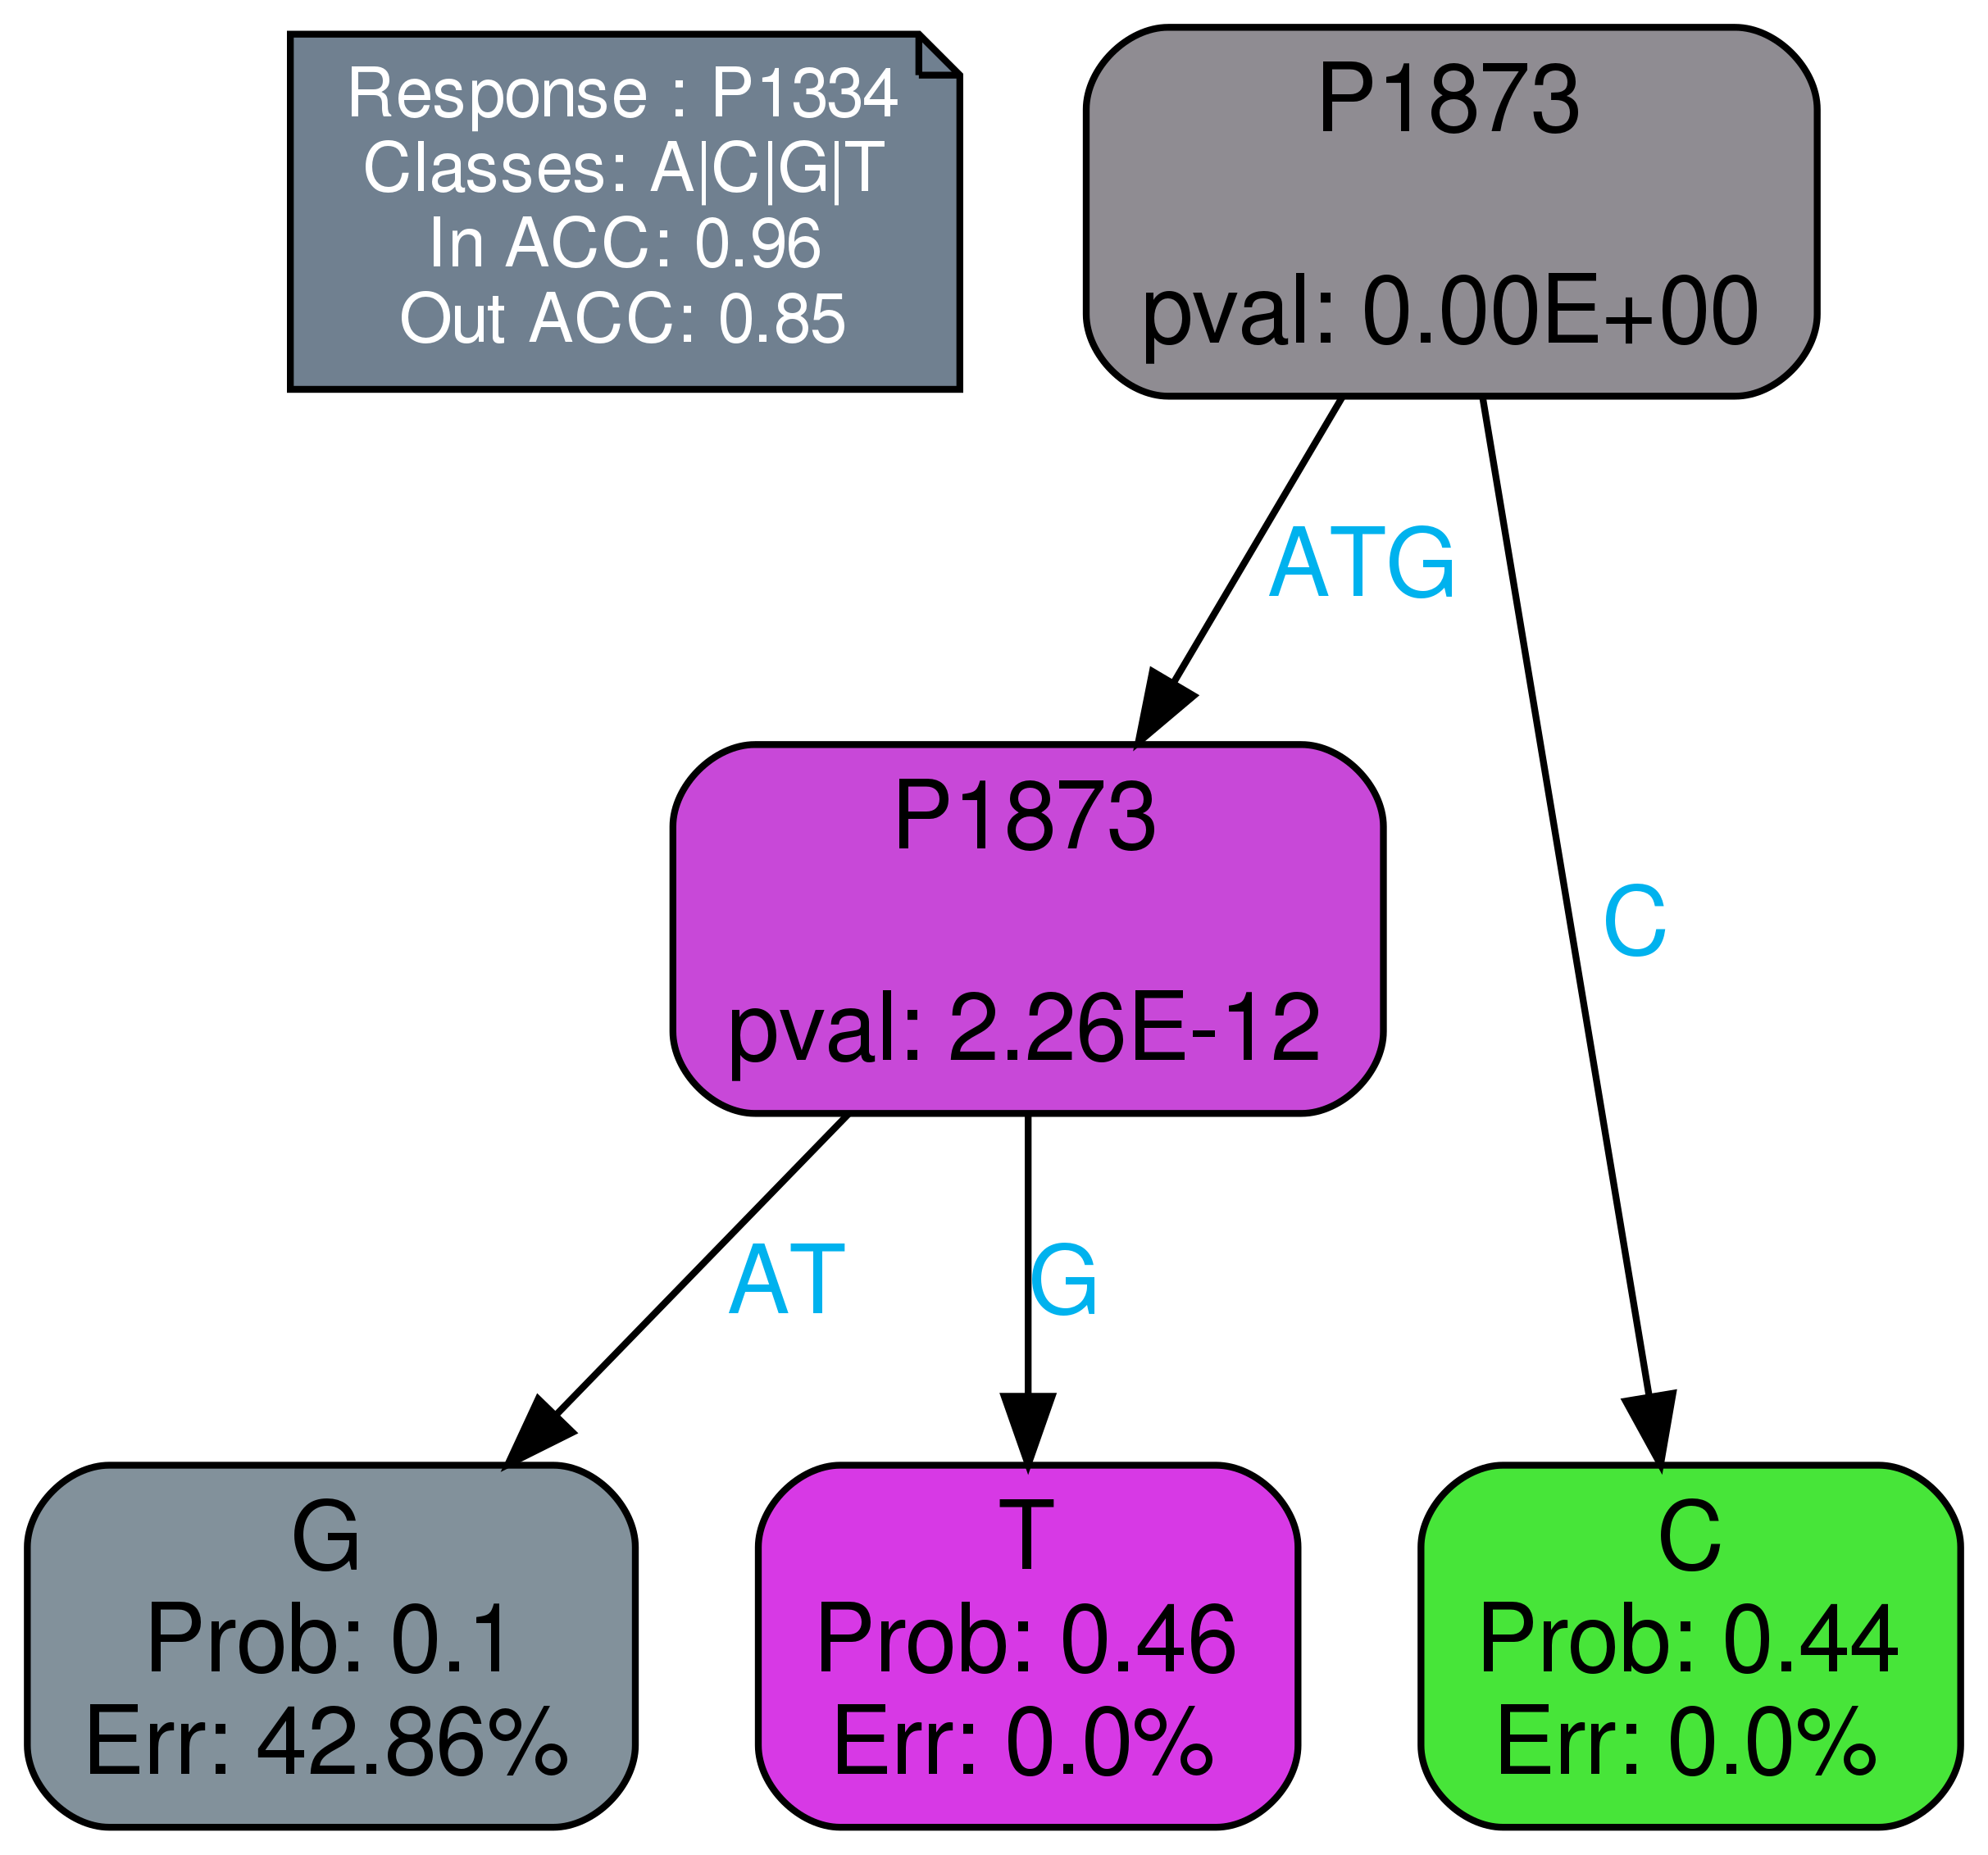 Response : P1334
Classes: A|C|G|T
In ACC: 0.96
Out ACC: 0.85
P1873
pval: 0.00E+00
ATG
C
P1873
pval: 2.26E-12
AT
G
G
Prob: 0.1
Err: 42.86%
T
Prob: 0.46
Err: 0.0%
C
Prob: 0.44
Err: 0.0%